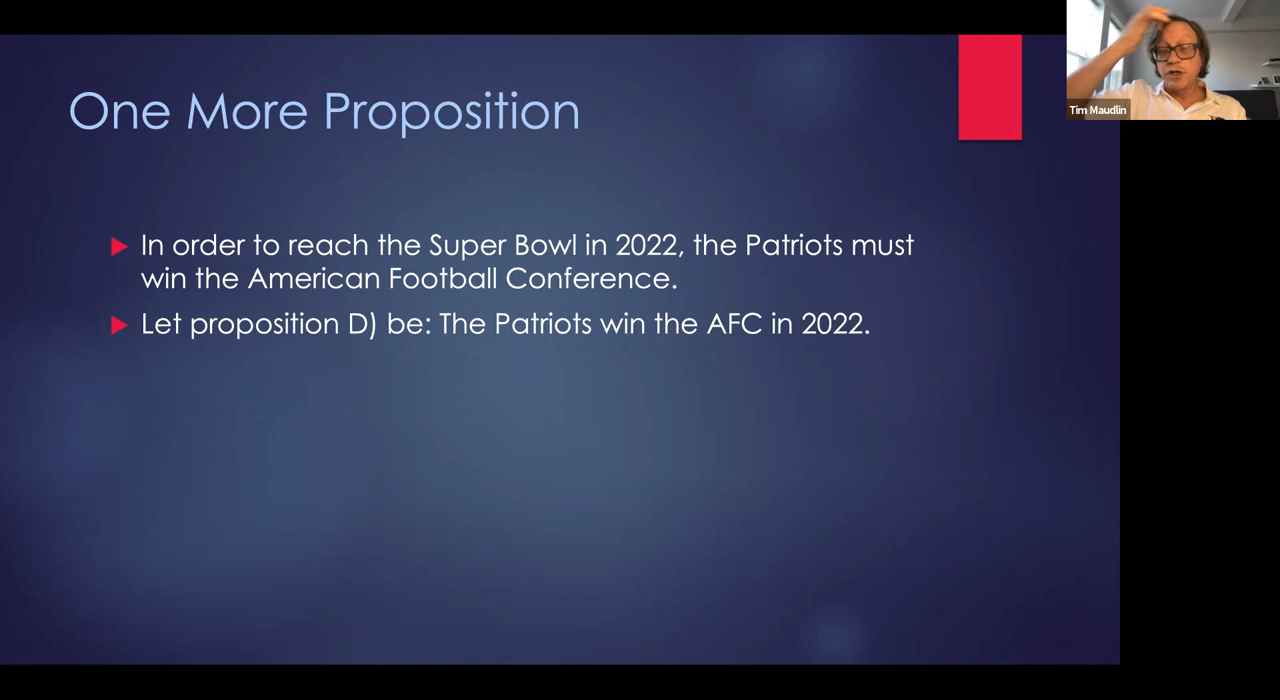 One More Proposition
In order to reach the Super Bowl in 2022, the Patriots must
win the American Football Conference.
Let proposition D) be: The Patriots win the AFC in 2022.
Tim Maudlin